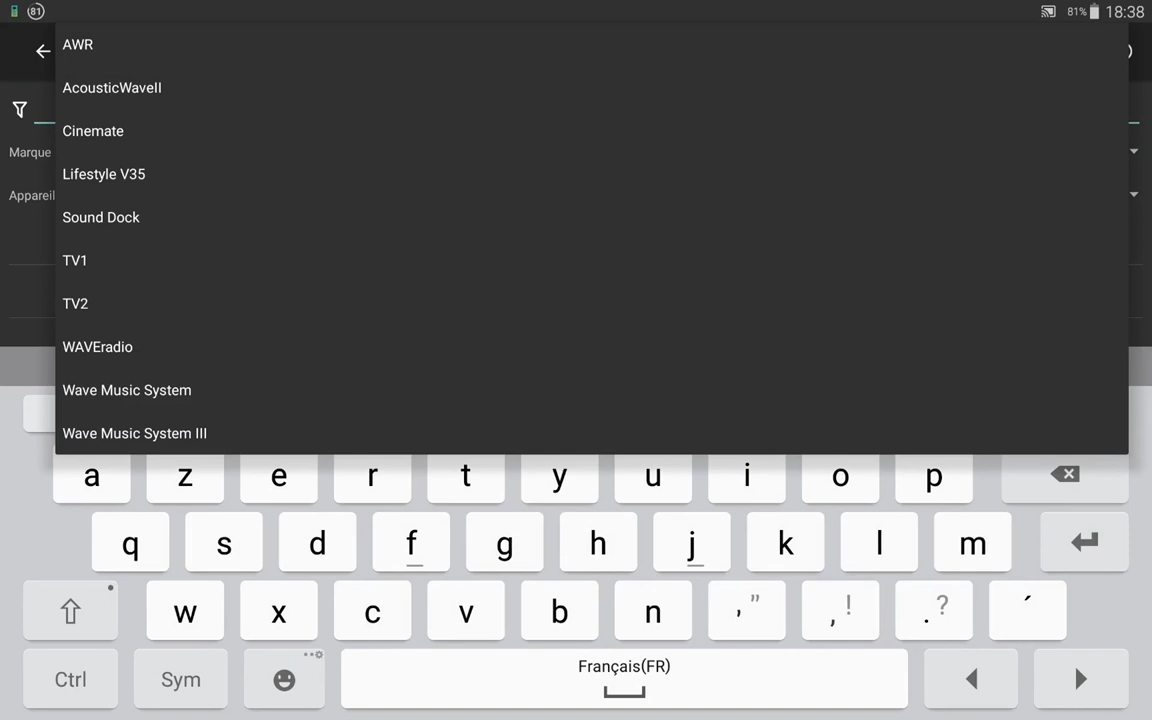 81
81% 18:38
AWR
AcousticWaveII
Cinemate
Marque
Lifestyle V35
Appareil
Sound Dock
TV1
TV2
WAVEradio
Wave Music System
Wave Music System III
a z e r t y u i o p
q s d f g h j k l m
w x c v b n ' " , ! . ? ´
Ctrl Sym Français(FR)